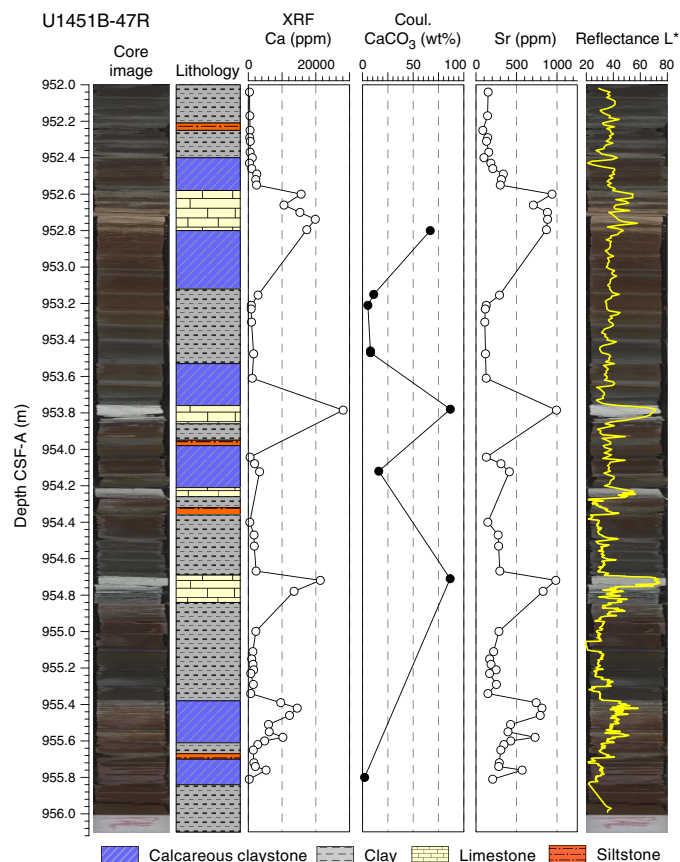 U1451B-47R
Core image
Lithology
XRF Ca (ppm)
0 20000
Coul. CaCO3 (wt%)
0 50 100
Sr (ppm)
0 500 1000
Reflectance L*
20 40 60 80
Depth CSF-A (m)
952.0
952.2
952.4
952.6
952.8
953.0
953.2
953.4
953.6
953.8
954.0
954.2
954.4
954.6
954.8
955.0
955.2
955.4
955.6
955.8
956.0
Calcareous claystone Clay Limestone Siltstone